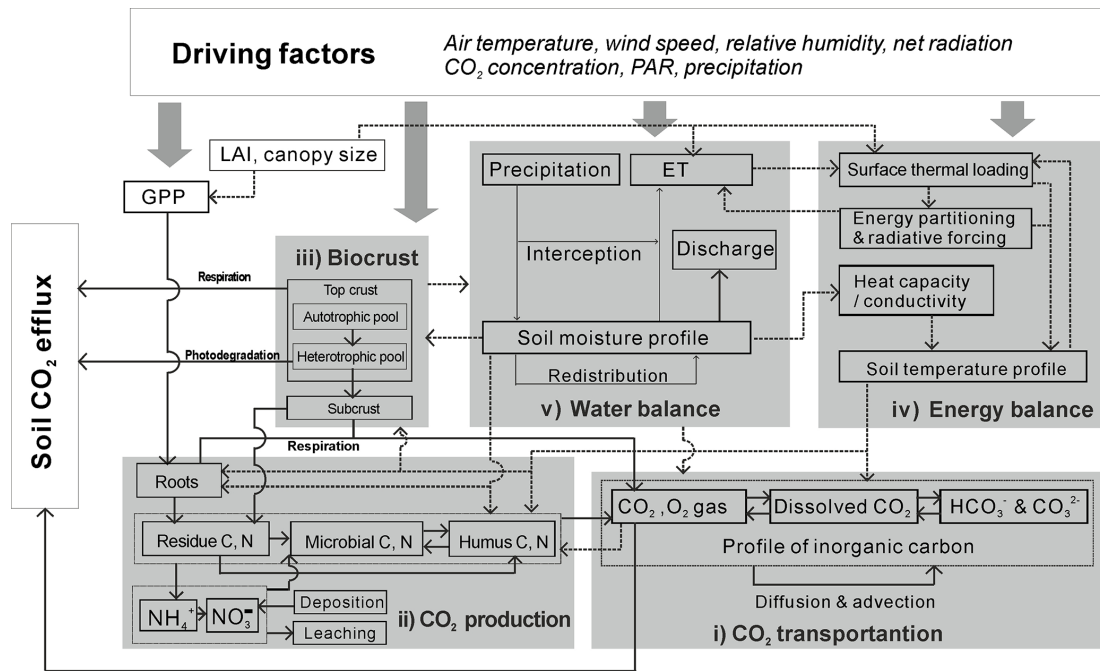 Driving factors
Air temperature, wind speed, relative humidity, net radiation
CO₂ concentration, PAR, precipitation
LAI, canopy size
GPP
Soil CO₂ efflux
Respiration
Photodegradation
iii) Biocrust
Top crust
Autotrophic pool
Heterotrophic pool
Subcrust
Respiration
Precipitation
ET
Interception
Discharge
Soil moisture profile
Redistribution
v) Water balance
Surface thermal loading
Energy partitioning
& radiative forcing
Heat capacity
/ conductivity
Soil temperature profile
iv) Energy balance
Roots
Residue C, N
Microbial C, N
Humus C, N
NH₄⁺
NO₃⁻
Deposition
Leaching
ii) CO₂ production
CO₂ ,O₂ gas
Dissolved CO₂
HCO₃⁻ & CO₃²⁻
Profile of inorganic carbon
Diffusion & advection
i) CO₂ transportantion